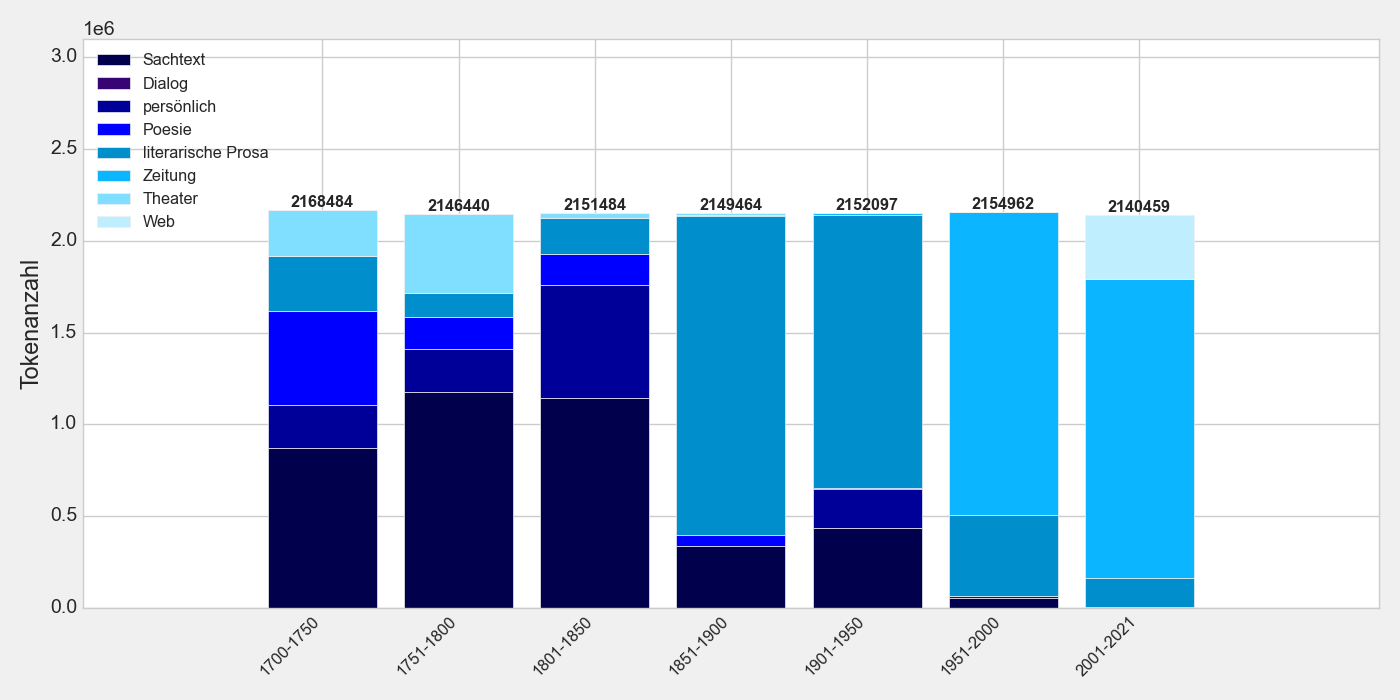 1e6
3.0
2.5
2.0
1.5
1.0
0.5
0.0
Tokenanzahl
Sachtext
Dialog
persönlich
Poesie
literarische Prosa
Zeitung
Theater
Web
2168484
2146440
2151484
2149464
2152097
2154962
2140459
1700-1750
1751-1800
1801-1850
1851-1900
1901-1950
1951-2000
2001-2021